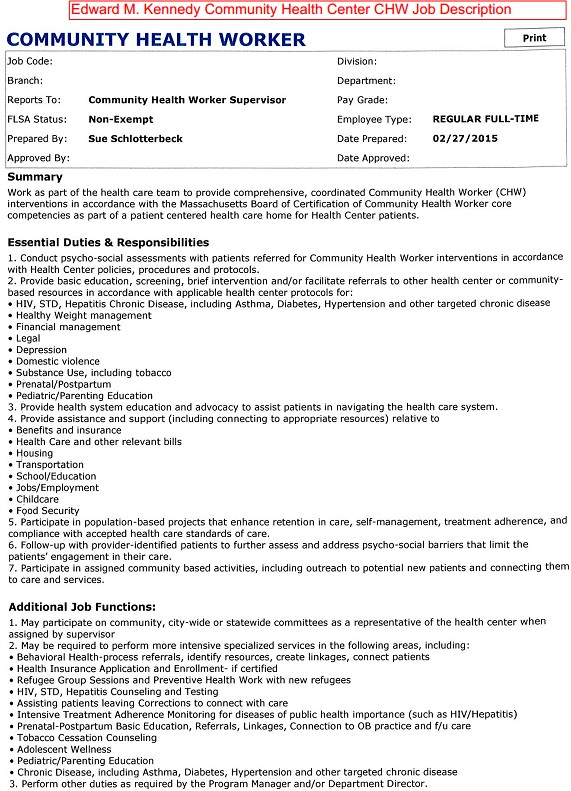 Edward M. Kennedy Community Health Center CHW Job Description
COMMUNITY HEALTH WORKER
Print
Job Code:
Division:
Branch:
Department:
Reports To: Community Health Worker Supervisor
Pay Grade:
FLSA Status: Non-Exempt
Employee Type: REGULAR FULL-TIME
Prepared By: Sue Schlotterbeck
Date Prepared: 02/27/2015
Approved By:
Date Approved:
Summary
Work as part of the health care team to provide comprehensive, coordinated Community Health Worker (CHW)
interventions in accordance with the Massachusetts Board of Certification of Community Health Worker core
competencies as part of a patient centered health care home for Health Center patients.
Essential Duties & Responsibilities
1. Conduct psycho-social assessments with patients referred for Community Health Worker interventions in accordance
with Health Center policies, procedures and protocols.
2. Provide basic education, screening, brief intervention and/or facilitate referrals to other health center or community-
based resources in accordance with applicable health center protocols for:
• HIV, STD, Hepatitis Chronic Disease, including Asthma, Diabetes, Hypertension and other targeted chronic disease
• Healthy Weight management
• Financial management
• Legal
• Depression
• Domestic violence
• Substance Use, including tobacco
• Prenatal/Postpartum
• Pediatric/Parenting Education
3. Provide health system education and advocacy to assist patients in navigating the health care system.
4. Provide assistance and support (including connecting to appropriate resources) relative to
• Benefits and insurance
• Health Care and other relevant bills
• Housing
• Transportation
• School/Education
• Jobs/Employment
• Childcare
• Food Security
5. Participate in population-based projects that enhance retention in care, self-management, treatment adherence, and
compliance with accepted health care standards of care.
6. Follow-up with provider-identified patients to further assess and address psycho-social barriers that limit the
patients' engagement in their care.
7. Participate in assigned community based activities, including outreach to potential new patients and connecting them
to care and services.
Additional Job Functions:
1. May participate on community, city-wide or statewide committees as a representative of the health center when
assigned by supervisor
2. May be required to perform more intensive specialized services in the following areas, including:
• Behavioral Health-process referrals, identify resources, create linkages, connect patients
• Health Insurance Application and Enrollment- if certified
• Refugee Group Sessions and Preventive Health Work with new refugees
• HIV, STD, Hepatitis Counseling and Testing
• Assisting patients leaving Corrections to connect with care
• Intensive Treatment Adherence Monitoring for diseases of public health importance (such as HIV/Hepatitis)
• Prenatal-Postpartum Basic Education, Referrals, Linkages, Connection to OB practice and f/u care
• Tobacco Cessation Counseling
• Adolescent Wellness
• Pediatric/Parenting Education
• Chronic Disease, including Asthma, Diabetes, Hypertension and other targeted chronic disease
3. Perform other duties as required by the Program Manager and/or Department Director.